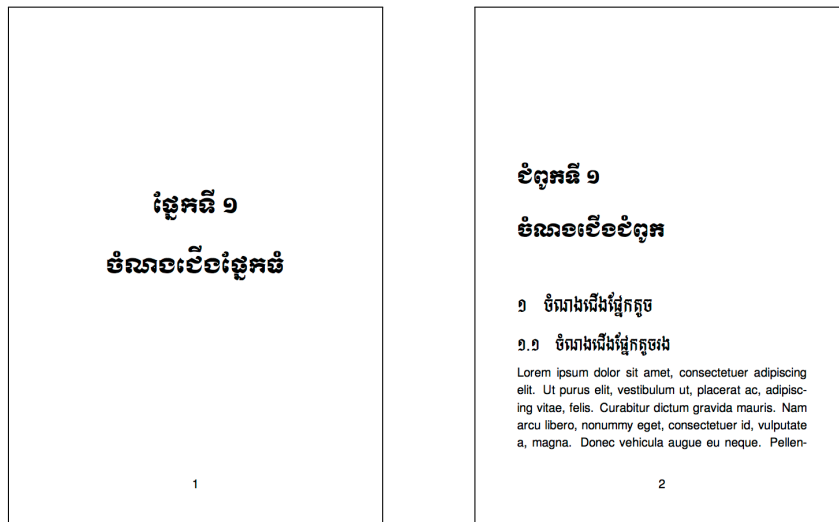 ផ្នែកទី ១
ចំណងជើងផ្នែកធំ
1
ជំពូកទី ១
ចំណងជើងជំពូក
១ ចំណងជើងផ្នែកតូច
១.១ ចំណងជើងផ្នែកតូចរង
Lorem ipsum dolor sit amet, consectetuer adipiscing
elit. Ut purus elit, vestibulum ut, placerat ac, adipisc-
ing vitae, felis. Curabitur dictum gravida mauris. Nam
arcu libero, nonummy eget, consectetuer id, vulputate
a, magna. Donec vehicula augue eu neque. Pellen-
2